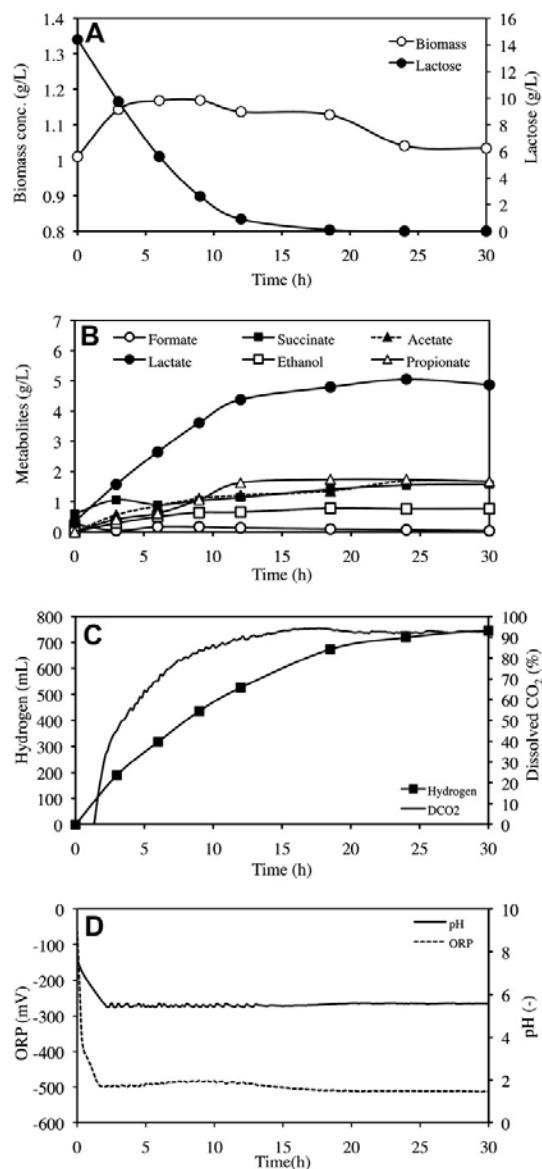 A
Biomass
Lactose
Biomass conc. (g/L)
1.4
1.3
1.2
1.1
1
0.9
0.8
Lactose (g/L)
16
14
12
10
8
6
4
2
0
0 5 10 15 20 25 30
Time (h)
B
Formate Succinate Acetate
Lactate Ethanol Propionate
Metabolites (g/L)
7
6
5
4
3
2
1
0
0 5 10 15 20 25 30
Time (h)
C
Hydrogen (mL)
800
700
600
500
400
300
200
100
0
Dissolved CO2 (%)
100
90
80
70
60
50
40
30
20
10
0
Hydrogen
DCO2
0 5 10 15 20 25 30
Time (h)
D
pH
ORP
ORP (mV)
0
-100
-200
-300
-400
-500
-600
pH (-)
10
8
6
4
2
0
0 5 10 15 20 25 30
Time(h)